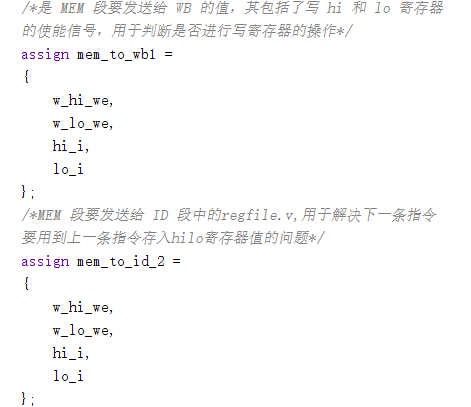 /*是 MEM 段要发送给 WB 的值，其包括了写 hi 和 lo 寄存器
的使能信号，用于判断是否进行写寄存器的操作*/
assign mem_to_wb1 =
{
    w_hi_we,
    w_lo_we,
    hi_i,
    lo_i
};
/*MEM 段要发送给 ID 段中的regfile.v,用于解决下一条指令
要用到上一条指令存入hilo寄存器值的问题*/
assign mem_to_id_2 =
{
    w_hi_we,
    w_lo_we,
    hi_i,
    lo_i
};